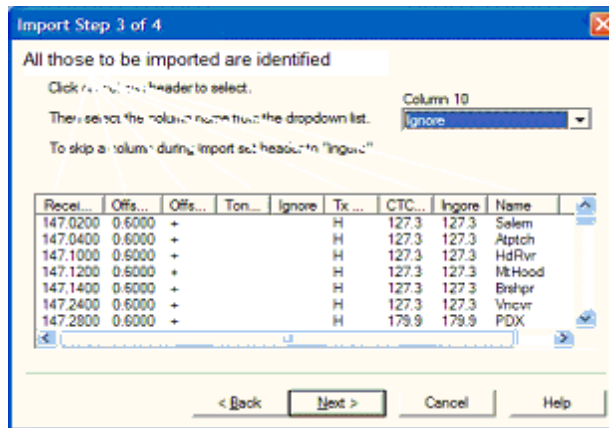 Import Step 3 of 4
All those to be imported are identified
Click header to select.
Column 10
Then select the column name from the dropdown list.
Ignore
To skip a column during import set header to "Ingore"
Recei... Offs... Offs... Ton... Ignore Tx ... CTC... Ingore Name
147.0200 0.6000 + H 127.3 127.3 Salem
147.0400 0.6000 + H 127.3 127.3 Atptch
147.1000 0.6000 + H 127.3 127.3 HdRvr
147.1200 0.6000 + H 127.3 127.3 MtHood
147.1400 0.6000 + H 127.3 127.3 Brshpr
147.2400 0.6000 + H 127.3 127.3 Vncvr
147.2800 0.6000 + H 179.9 179.9 PDX
< Back Next > Cancel Help